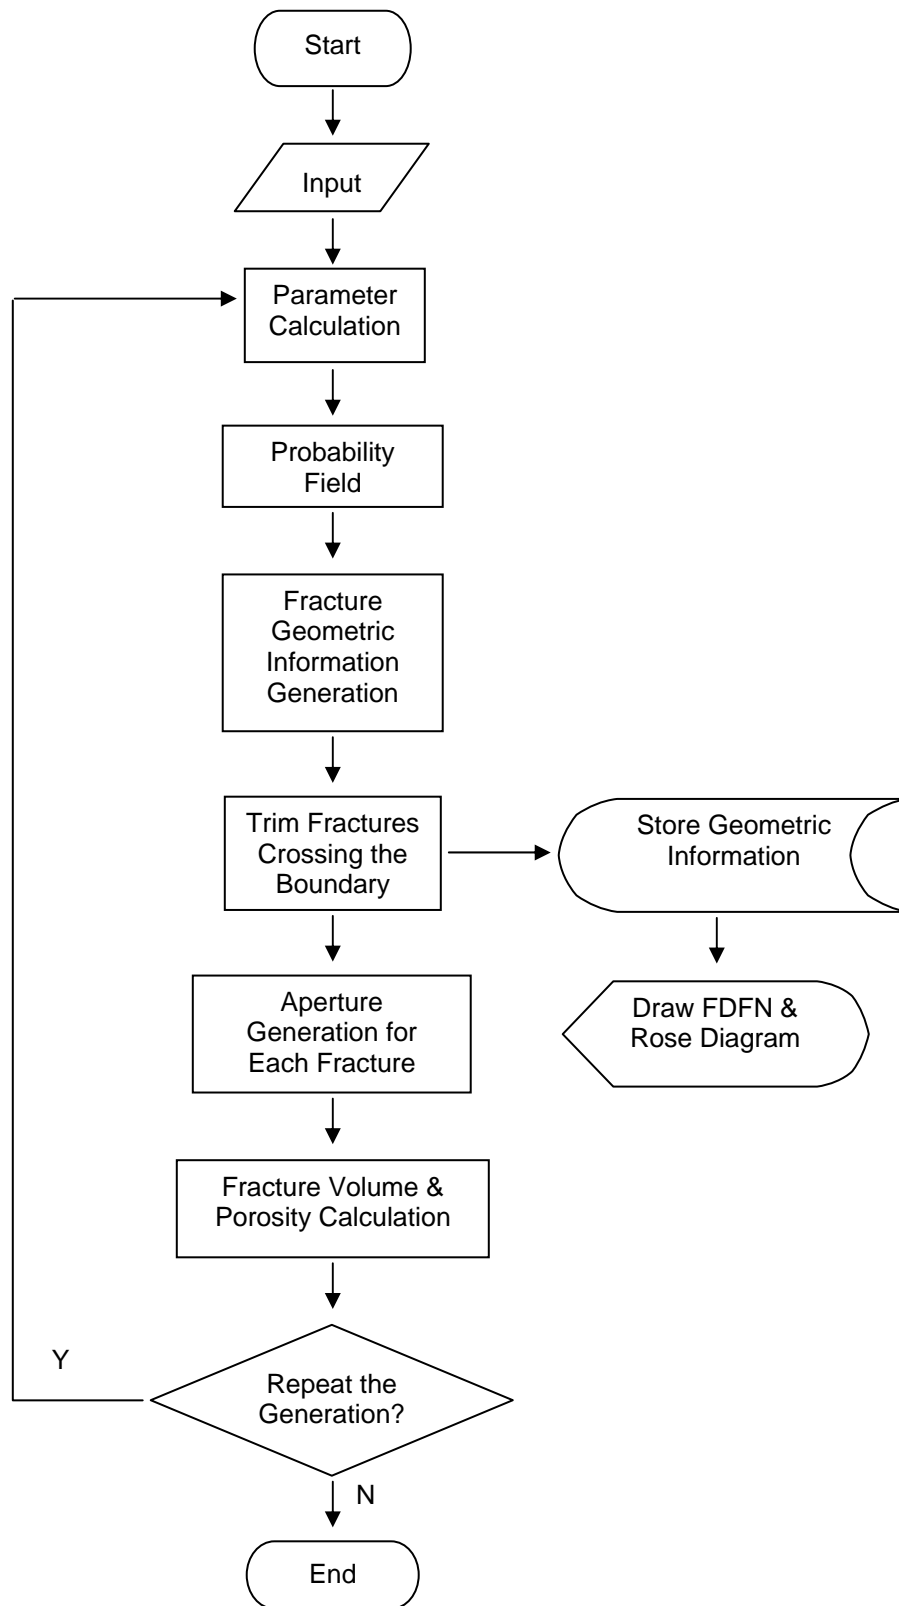 Start
Input
Parameter
Calculation
Probability
Field
Fracture
Geometric
Information
Generation
Trim Fractures
Crossing the
Boundary
Store Geometric
Information
Aperture
Generation for
Each Fracture
Draw FDFN &
Rose Diagram
Fracture Volume &
Porosity Calculation
Y
Repeat the
Generation?
N
End